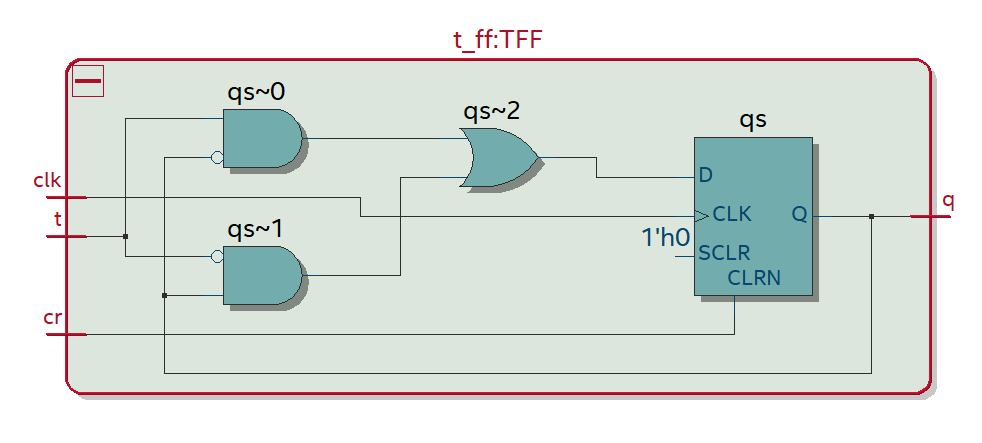 t_ff:TFF
qs~0
qs~2
qs
clk
D
q
t
CLK
Q
qs~1
1'h0
SCLR
CLRN
cr